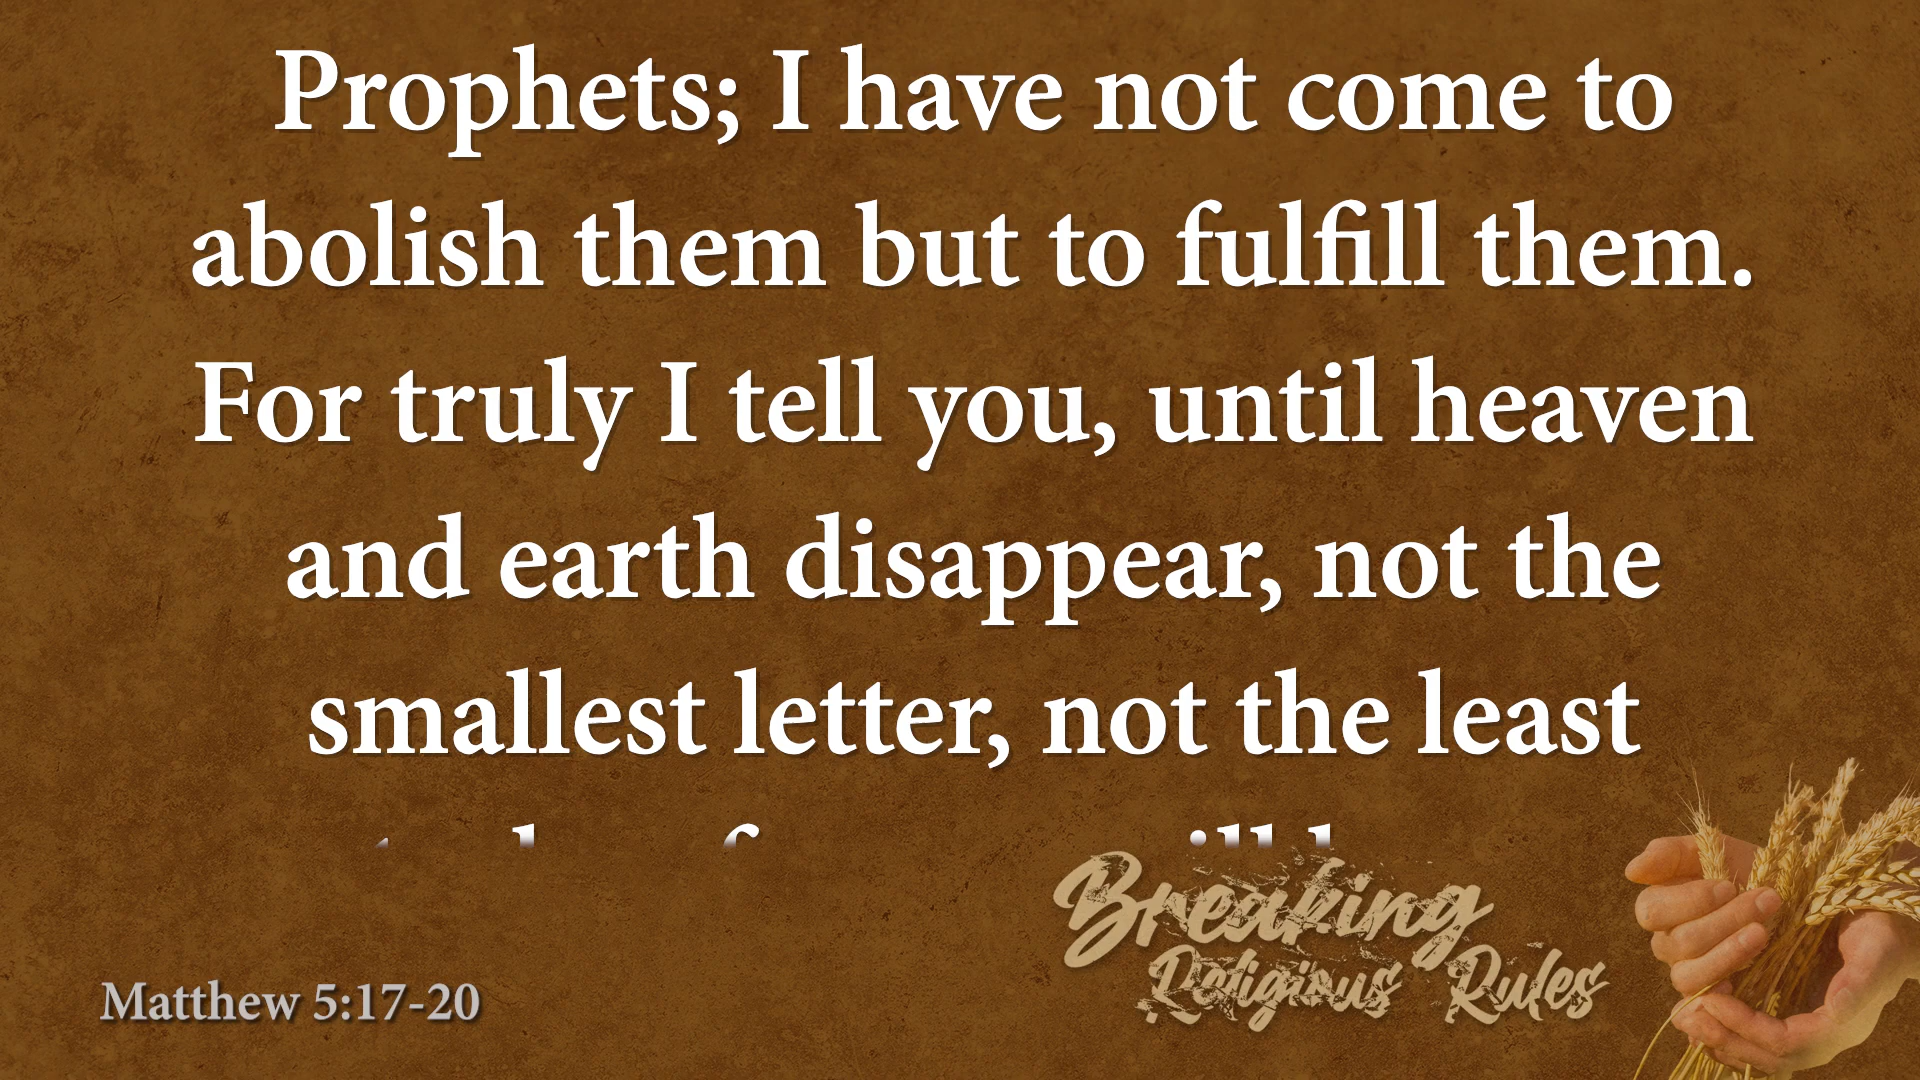 Prophets; I have not come to
abolish them but to fulfill them.
For truly I tell you, until heaven
and earth disappear, not the
smallest letter, not the least
Breaking
Religious Rules
Matthew 5:17-20